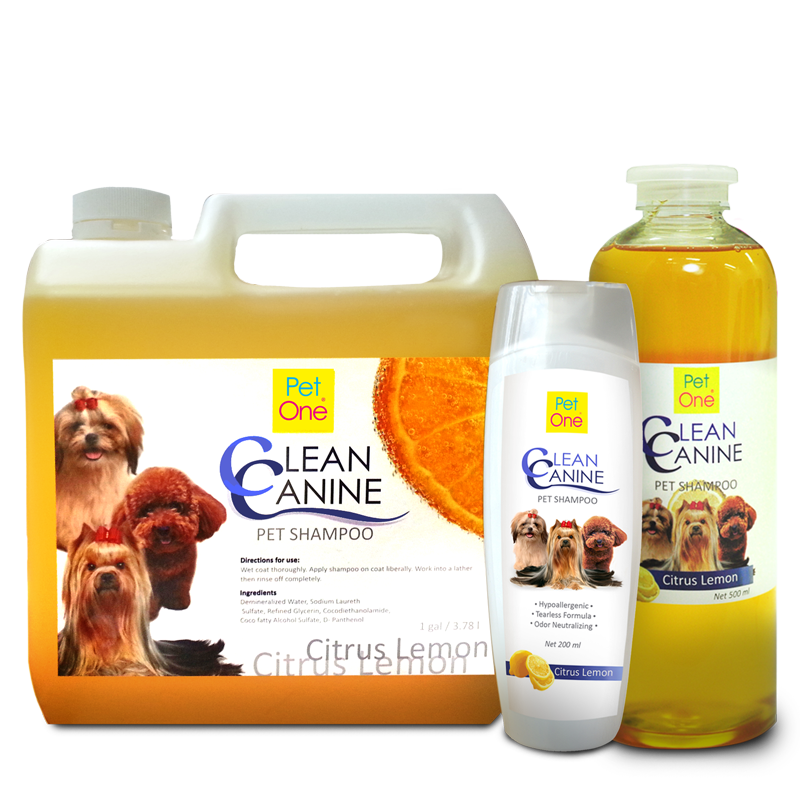 Pet
One®
CLEAN
CANINE
PET SHAMPOO
Directions for use:
Wet coat thoroughly. Apply shampoo on coat liberally. Work into a lather
then rinse off completely.
Ingredients
Demineralized Water, Sodium Laureth
Sulfate, Refined Glycerin, Cocodiethanolamide,
Coco fatty Alcohol Sulfate, D- Panthenol
1 gal / 3.78 l
Citrus Lemon
Citrus Lemon
Pet
One
CLEAN
CANINE
PET SHAMPOO
• Hypoallergenic •
• Tearless Formula •
• Odor Neutralizing •
Net 200 ml
Citrus Lemon
Pet
One®
CLEAN
CANINE
PET SHAMPOO
Citrus Lemon
Net 500 ml